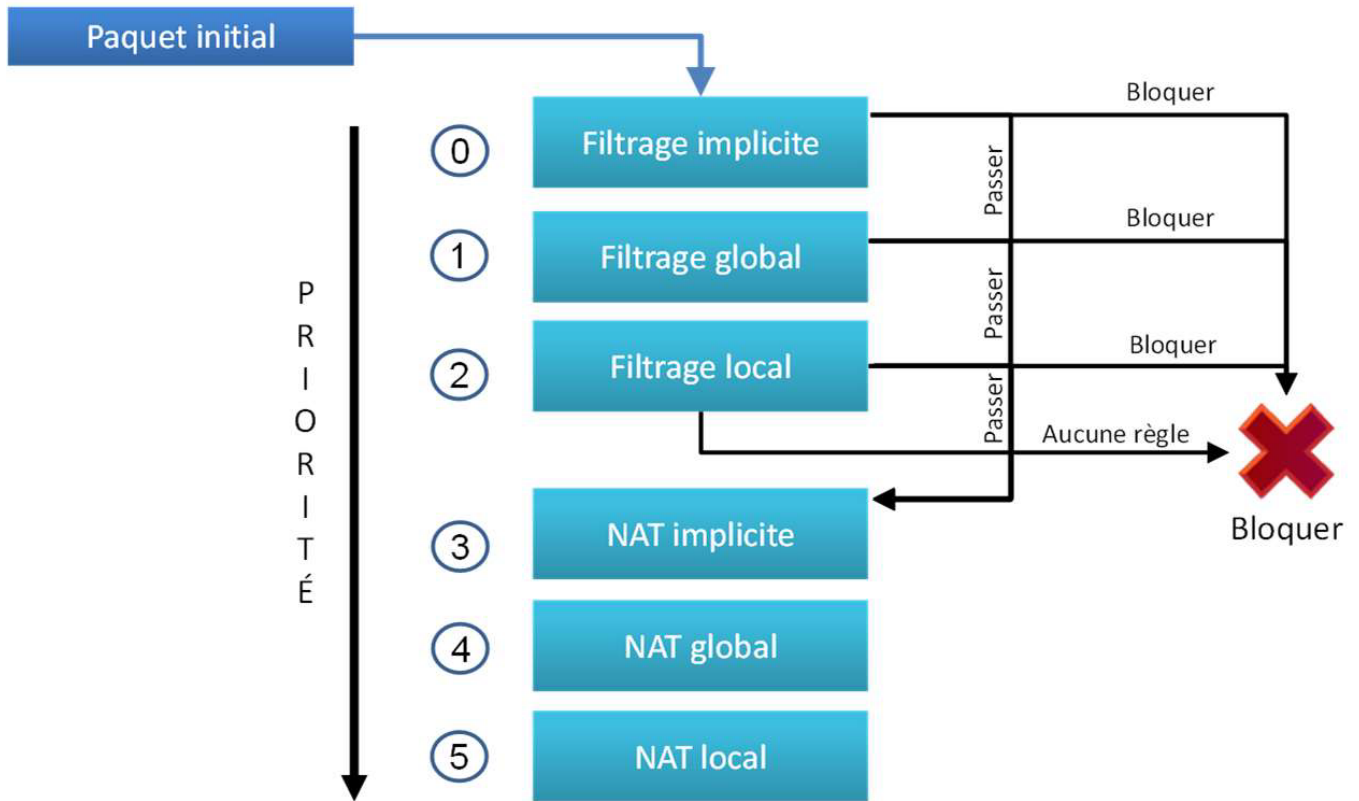 Paquet initial
Bloquer
0
Filtrage implicite
Passer
Bloquer
1
Filtrage global
Passer
Bloquer
2
Filtrage local
Passer
Aucune règle
Bloquer
3
NAT implicite
4
NAT global
5
NAT local
PRIORITÉ